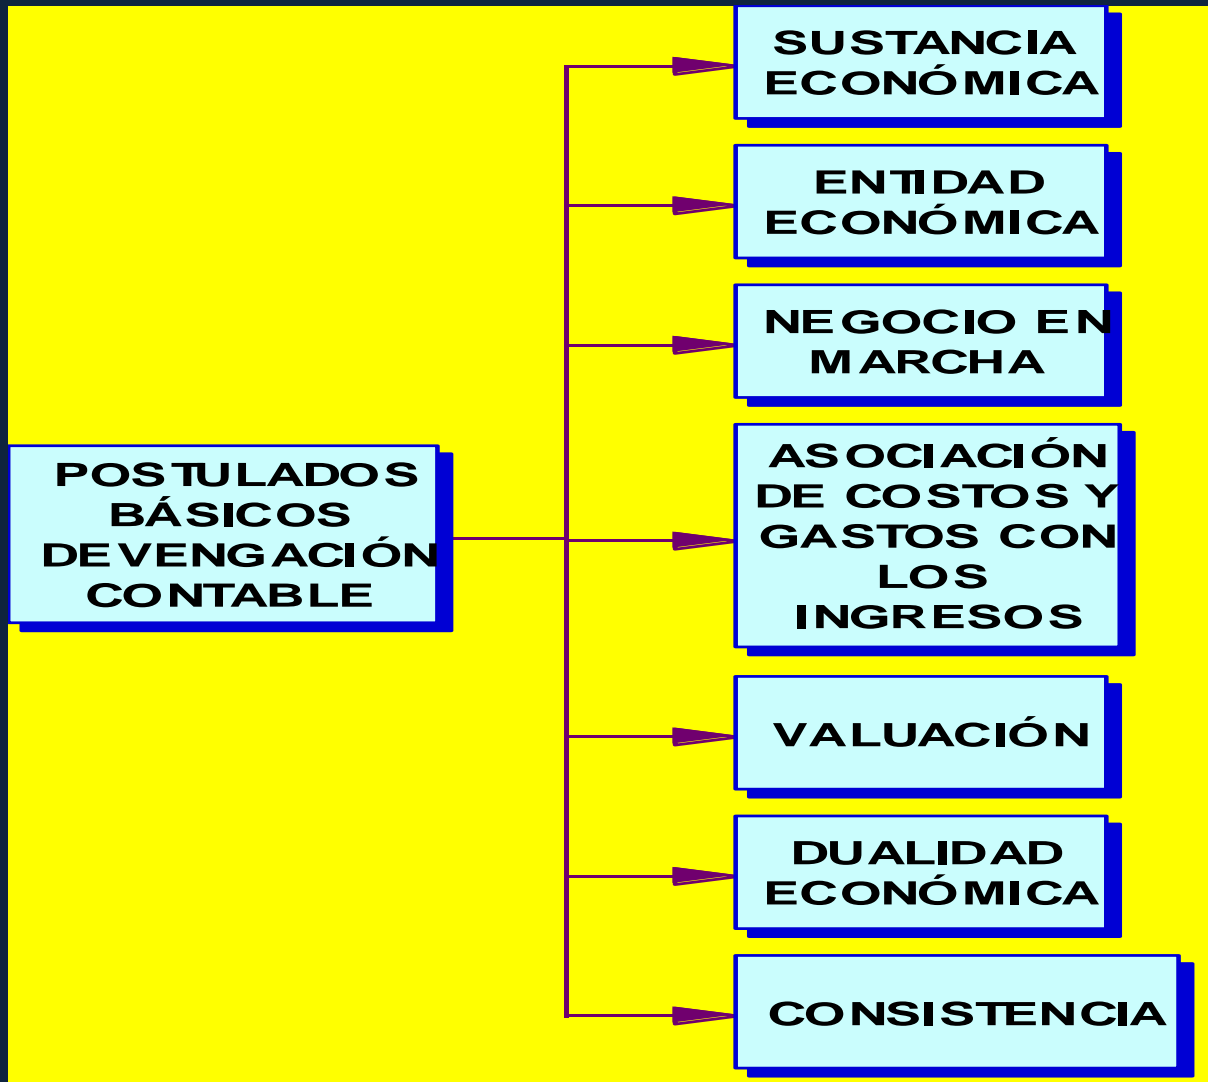 SUSTANCIA
ECONÓMICA
ENTIDAD
ECONÓMICA
NEGOCIO EN
MARCHA
POSTULADOS
BÁSICOS
DEVENGACIÓN
CONTABLE
ASOCIACIÓN
DE COSTOS Y
GASTOS CON
LOS
INGRESOS
VALUACIÓN
DUALIDAD
ECONÓMICA
CONSISTENCIA